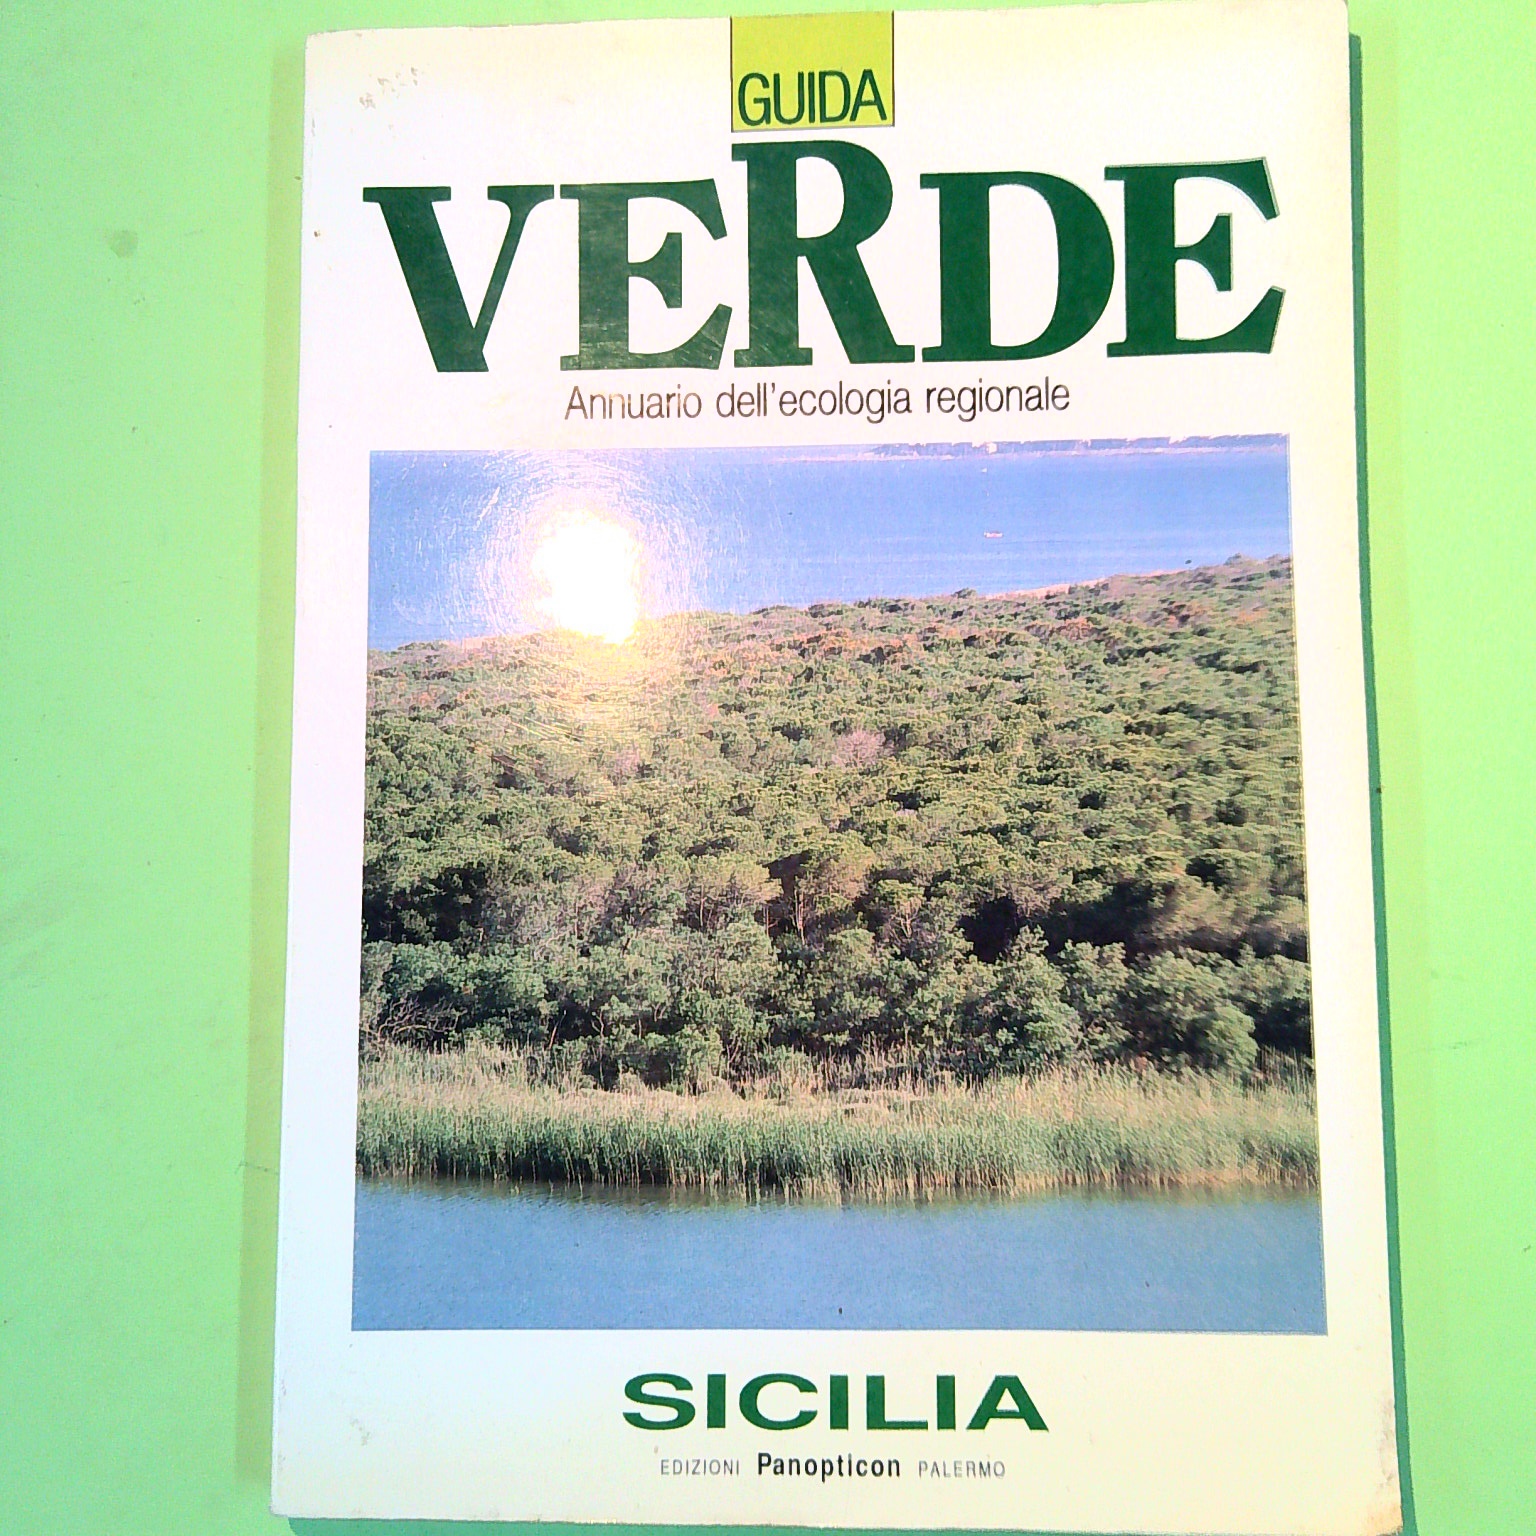 GUIDA
VERDE
Annuario dell'ecologia regionale
SICILIA
EDIZIONI Panopticon PALERMO